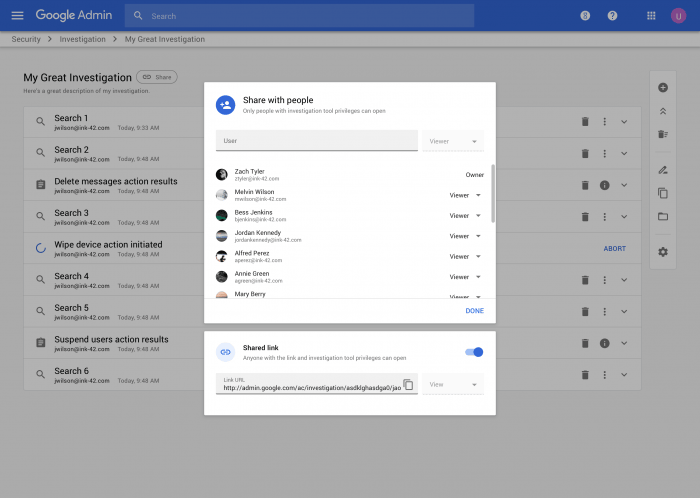 Google Admin
Search
8
U
Security
Investigation
My Great Investigation
My Great Investigation
Share
Here's a great description of my investigation.
Search 1
jwilson@ink-42.com Today, 9:33 AM
Search 2
jwilson@ink-42.com Today, 9:48 AM
Delete messages action results
jwilson@ink-42.com Today, 9:48 AM
Search 3
jwilson@ink-42.com Today, 9:48 AM
Wipe device action initiated
jwilson@ink-42.com Today, 9:48 AM
ABORT
Search 4
jwilson@ink-42.com Today, 9:48 AM
Search 5
jwilson@ink-42.com Today, 9:48 AM
Suspend users action results
jwilson@ink-42.com Today, 9:48 AM
Search 6
jwilson@ink-42.com Today, 9:48 AM
Share with people
Only people with investigation tool privileges can open
User
Viewer
Zach Tyler
ztyler@ink-42.com
Owner
Melvin Wilson
mwilson@ink-42.com
Viewer
Bess Jenkins
bjenkins@ink-42.com
Viewer
Jordan Kennedy
jordankennedy@ink-42.com
Viewer
Alfred Perez
aperez@ink-42.com
Viewer
Annie Green
agreen@ink-42.com
Viewer
Mary Berry
Viewer
DONE
Shared link
Anyone with the link and investigation tool privileges can open
Link URL
http://admin.google.com/ac/investigation/asdklghasdga0/jao
View